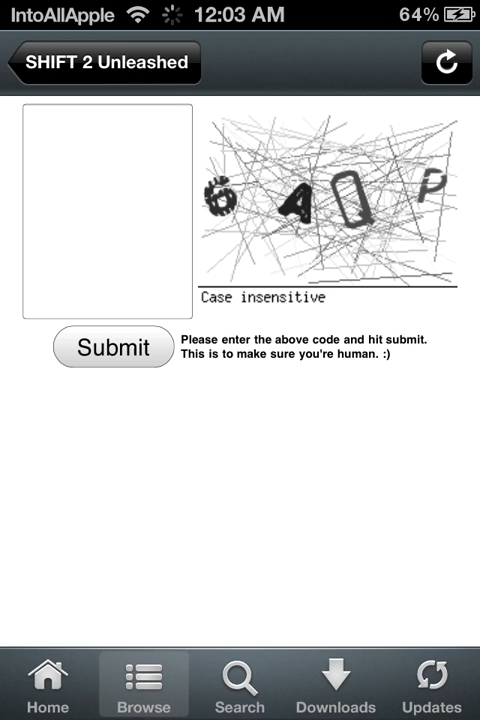 IntoAllApple 12:03 AM 64%
SHIFT 2 Unleashed
6 A Q P
Case insensitive
Submit
Please enter the above code and hit submit.
This is to make sure you're human. :)
Home Browse Search Downloads Updates